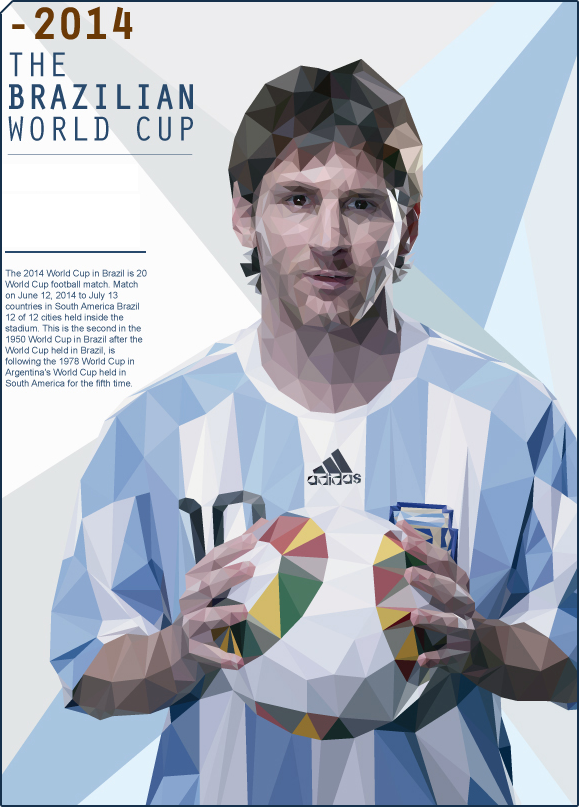 -2014
THE
BRAZILIAN
WORLD CUP
The 2014 World Cup in Brazil is 20
World Cup football match. Match
on June 12, 2014 to July 13
countries in South America Brazil
12 of 12 cities held inside the
stadium. This is the second in the
1950 World Cup in Brazil after the
World Cup held in Brazil, is
following the 1978 World Cup in
Argentina's World Cup held in
South America for the fifth time.
adidas
10